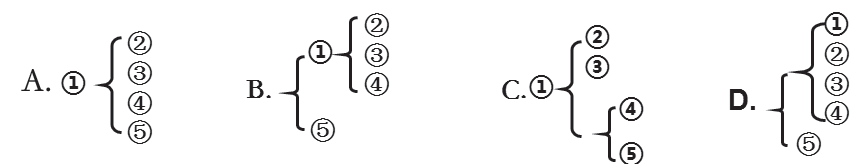 A. ① ② ③ ④ ⑤
B. ① ② ③ ④ ⑤
C. ① ② ③ ④ ⑤
D. ① ② ③ ④ ⑤